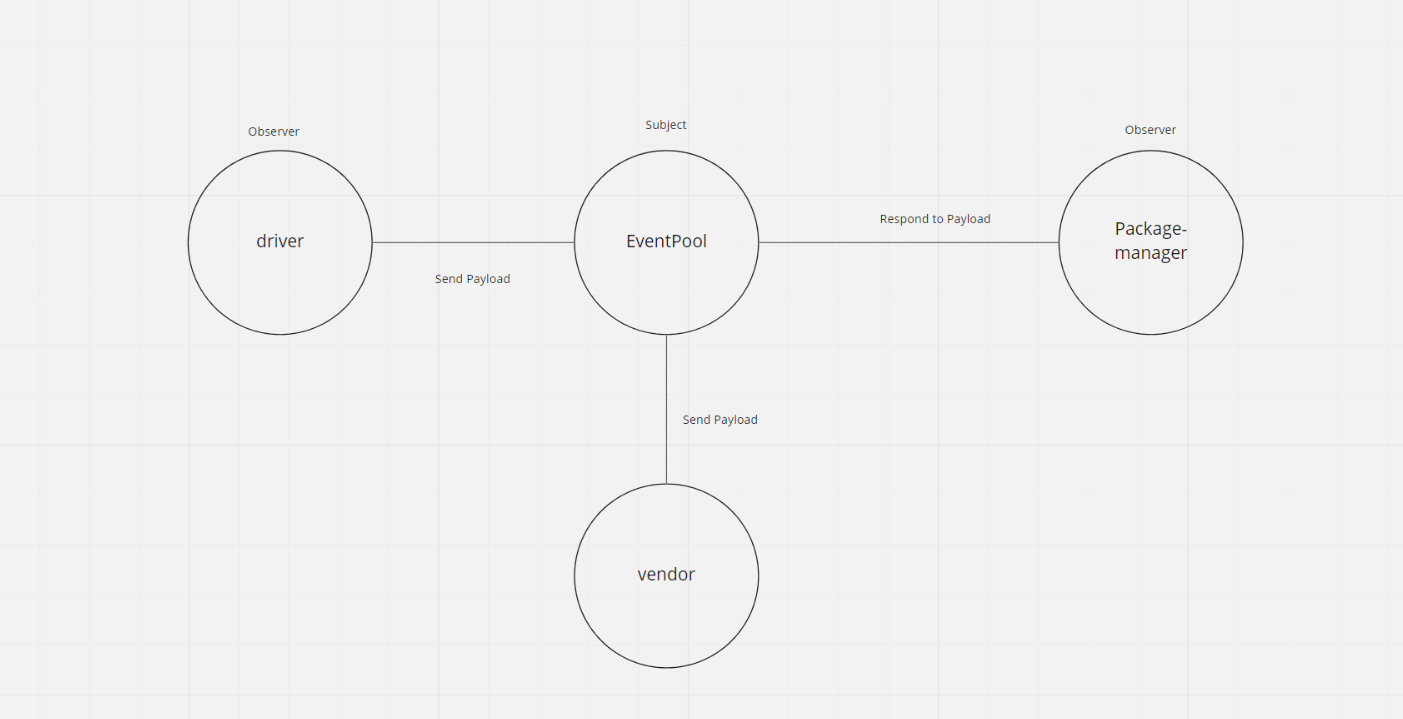 Observer
Subject
Observer
driver
EventPool
Respond to Payload
Package-
manager
Send Payload
Send Payload
vendor